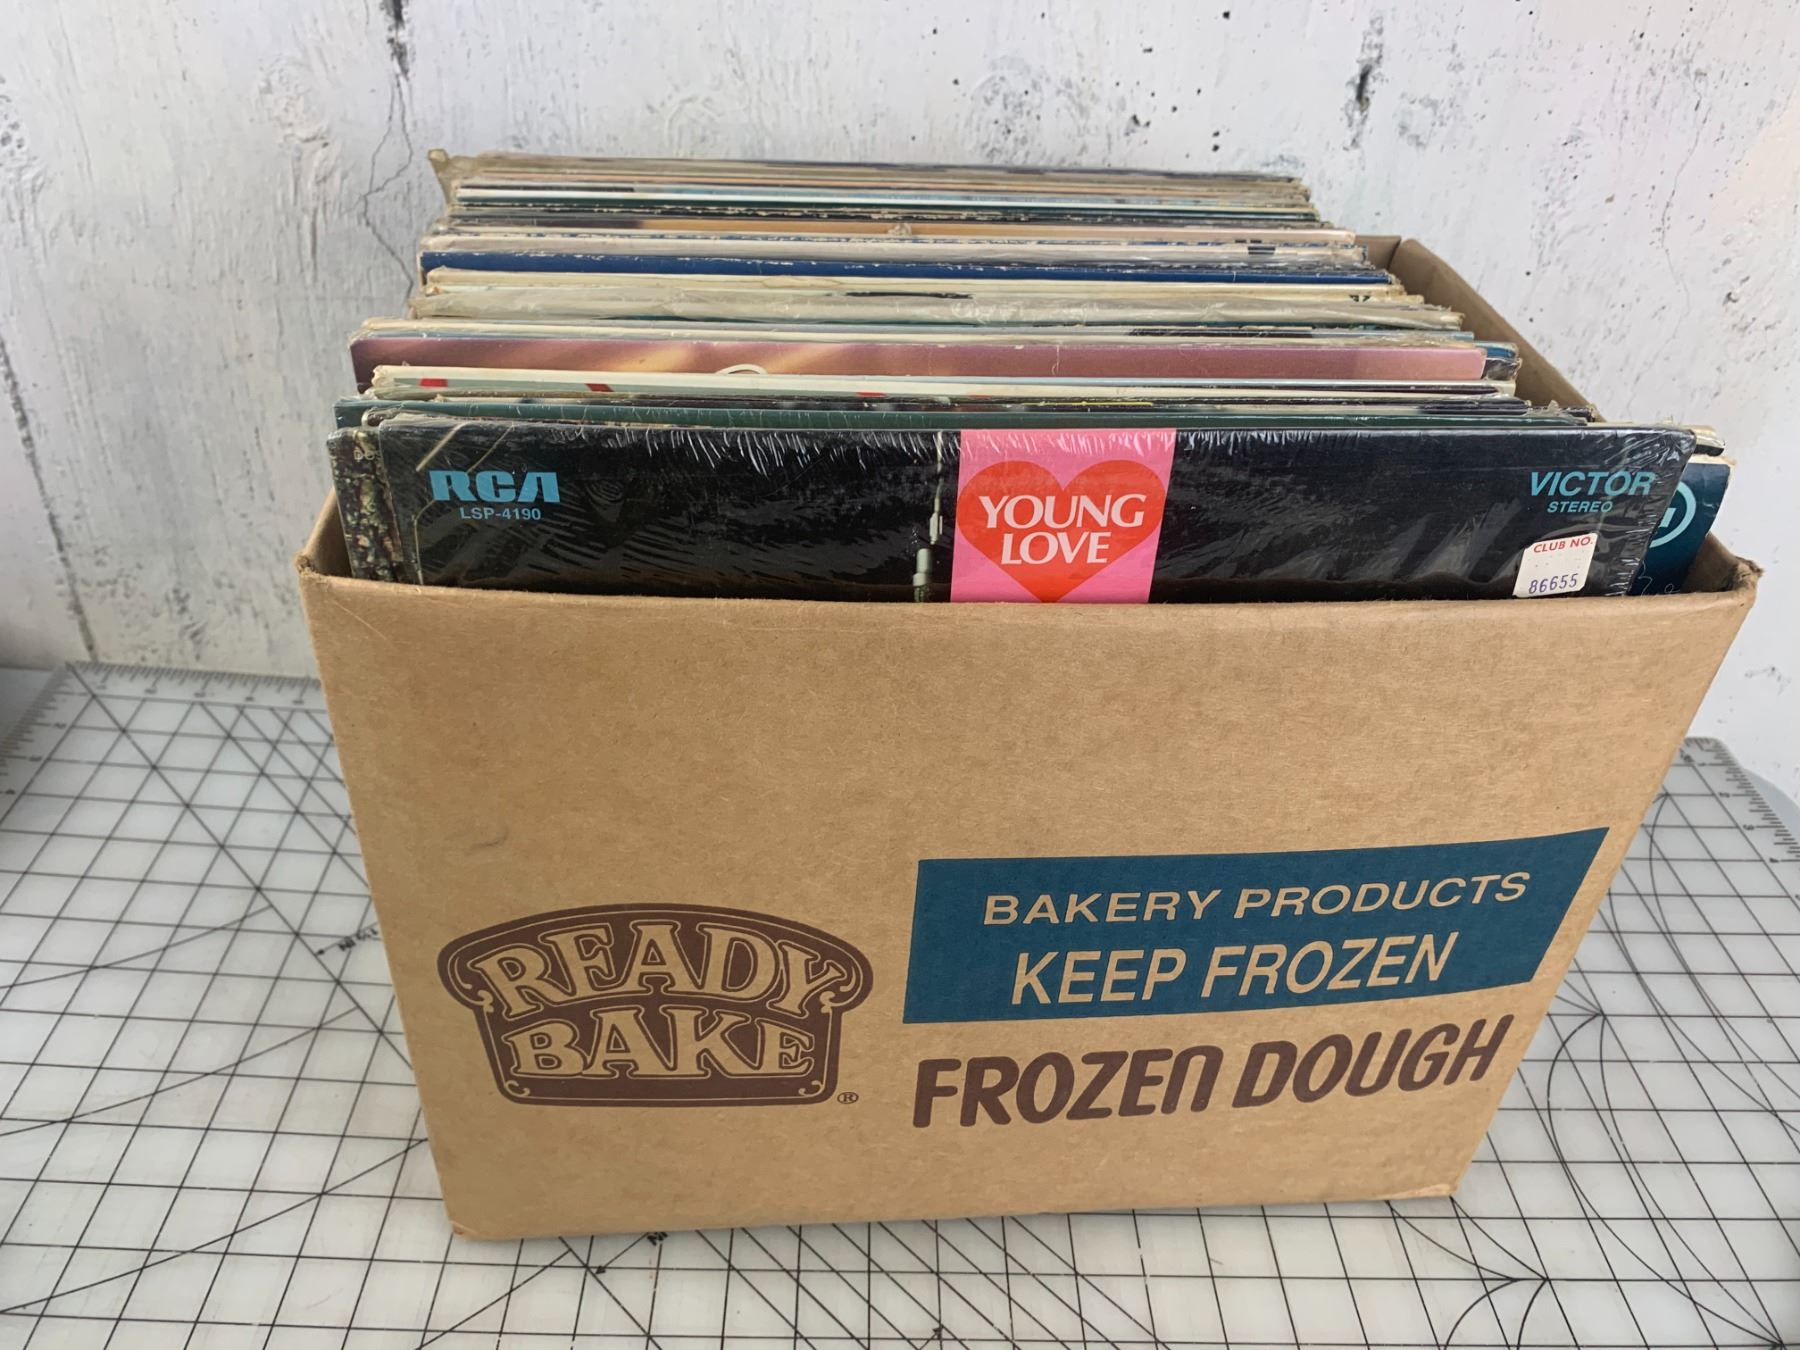 RCA
LSP-4190
YOUNG
LOVE
VICTOR
STEREO
CLUB NO.
86655
READY
BAKE
®
BAKERY PRODUCTS
KEEP FROZEN
FROZEN DOUGH